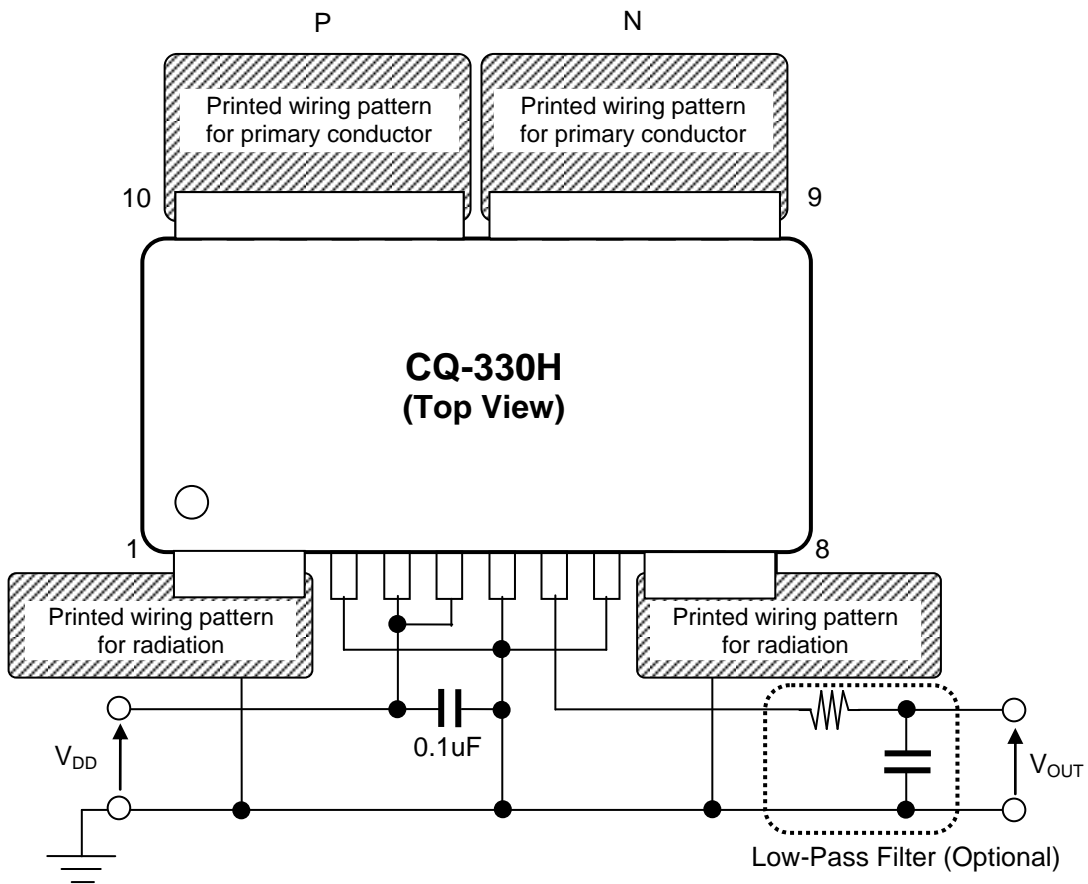 P
N
Printed wiring pattern
for primary conductor
Printed wiring pattern
for primary conductor
10
9
CQ-330H
(Top View)
1
8
Printed wiring pattern
for radiation
Printed wiring pattern
for radiation
0.1uF
VDD
VOUT
Low-Pass Filter (Optional)